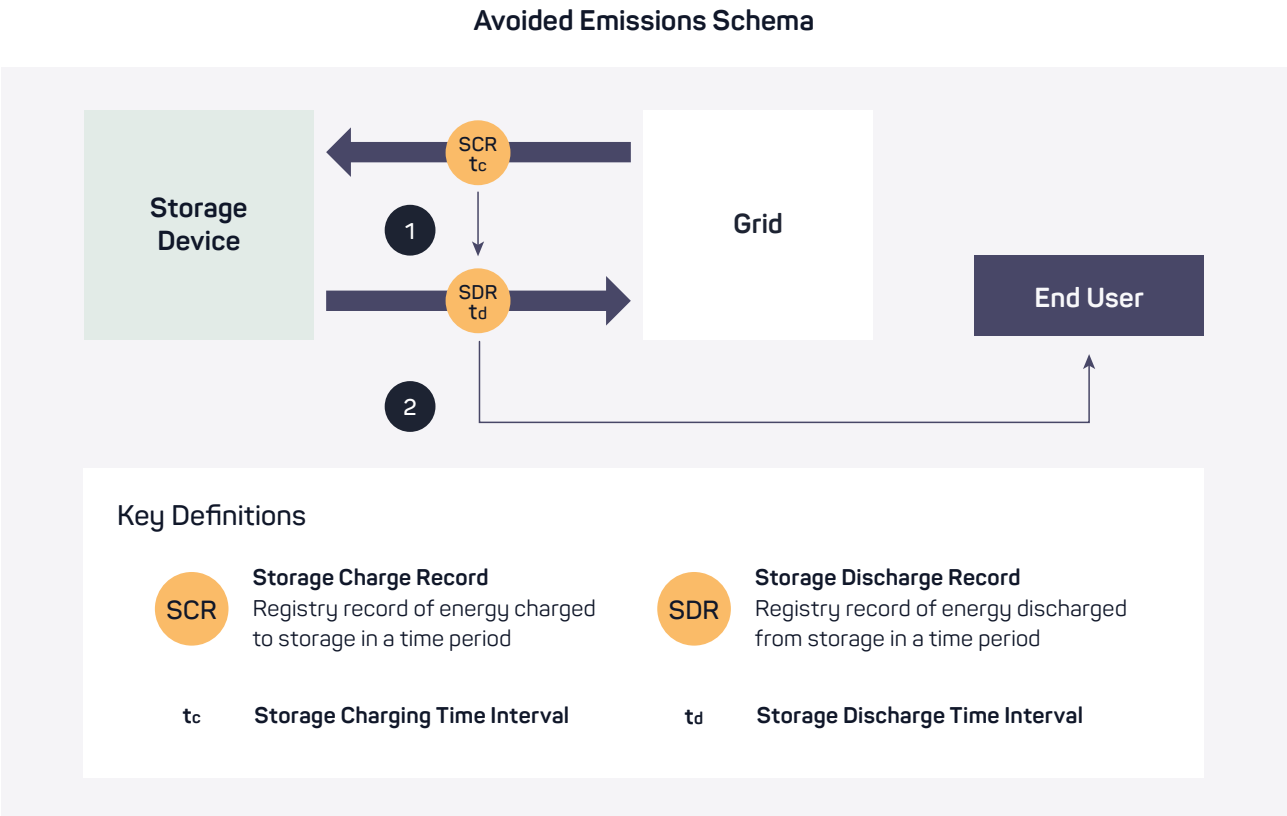 Avoided Emissions Schema
SCR
tc
Storage
Device
1
Grid
SDR
td
End User
2
Key Definitions
SCR
Storage Charge Record
Registry record of energy charged
to storage in a time period
SDR
Storage Discharge Record
Registry record of energy discharged
from storage in a time period
tc
Storage Charging Time Interval
td
Storage Discharge Time Interval